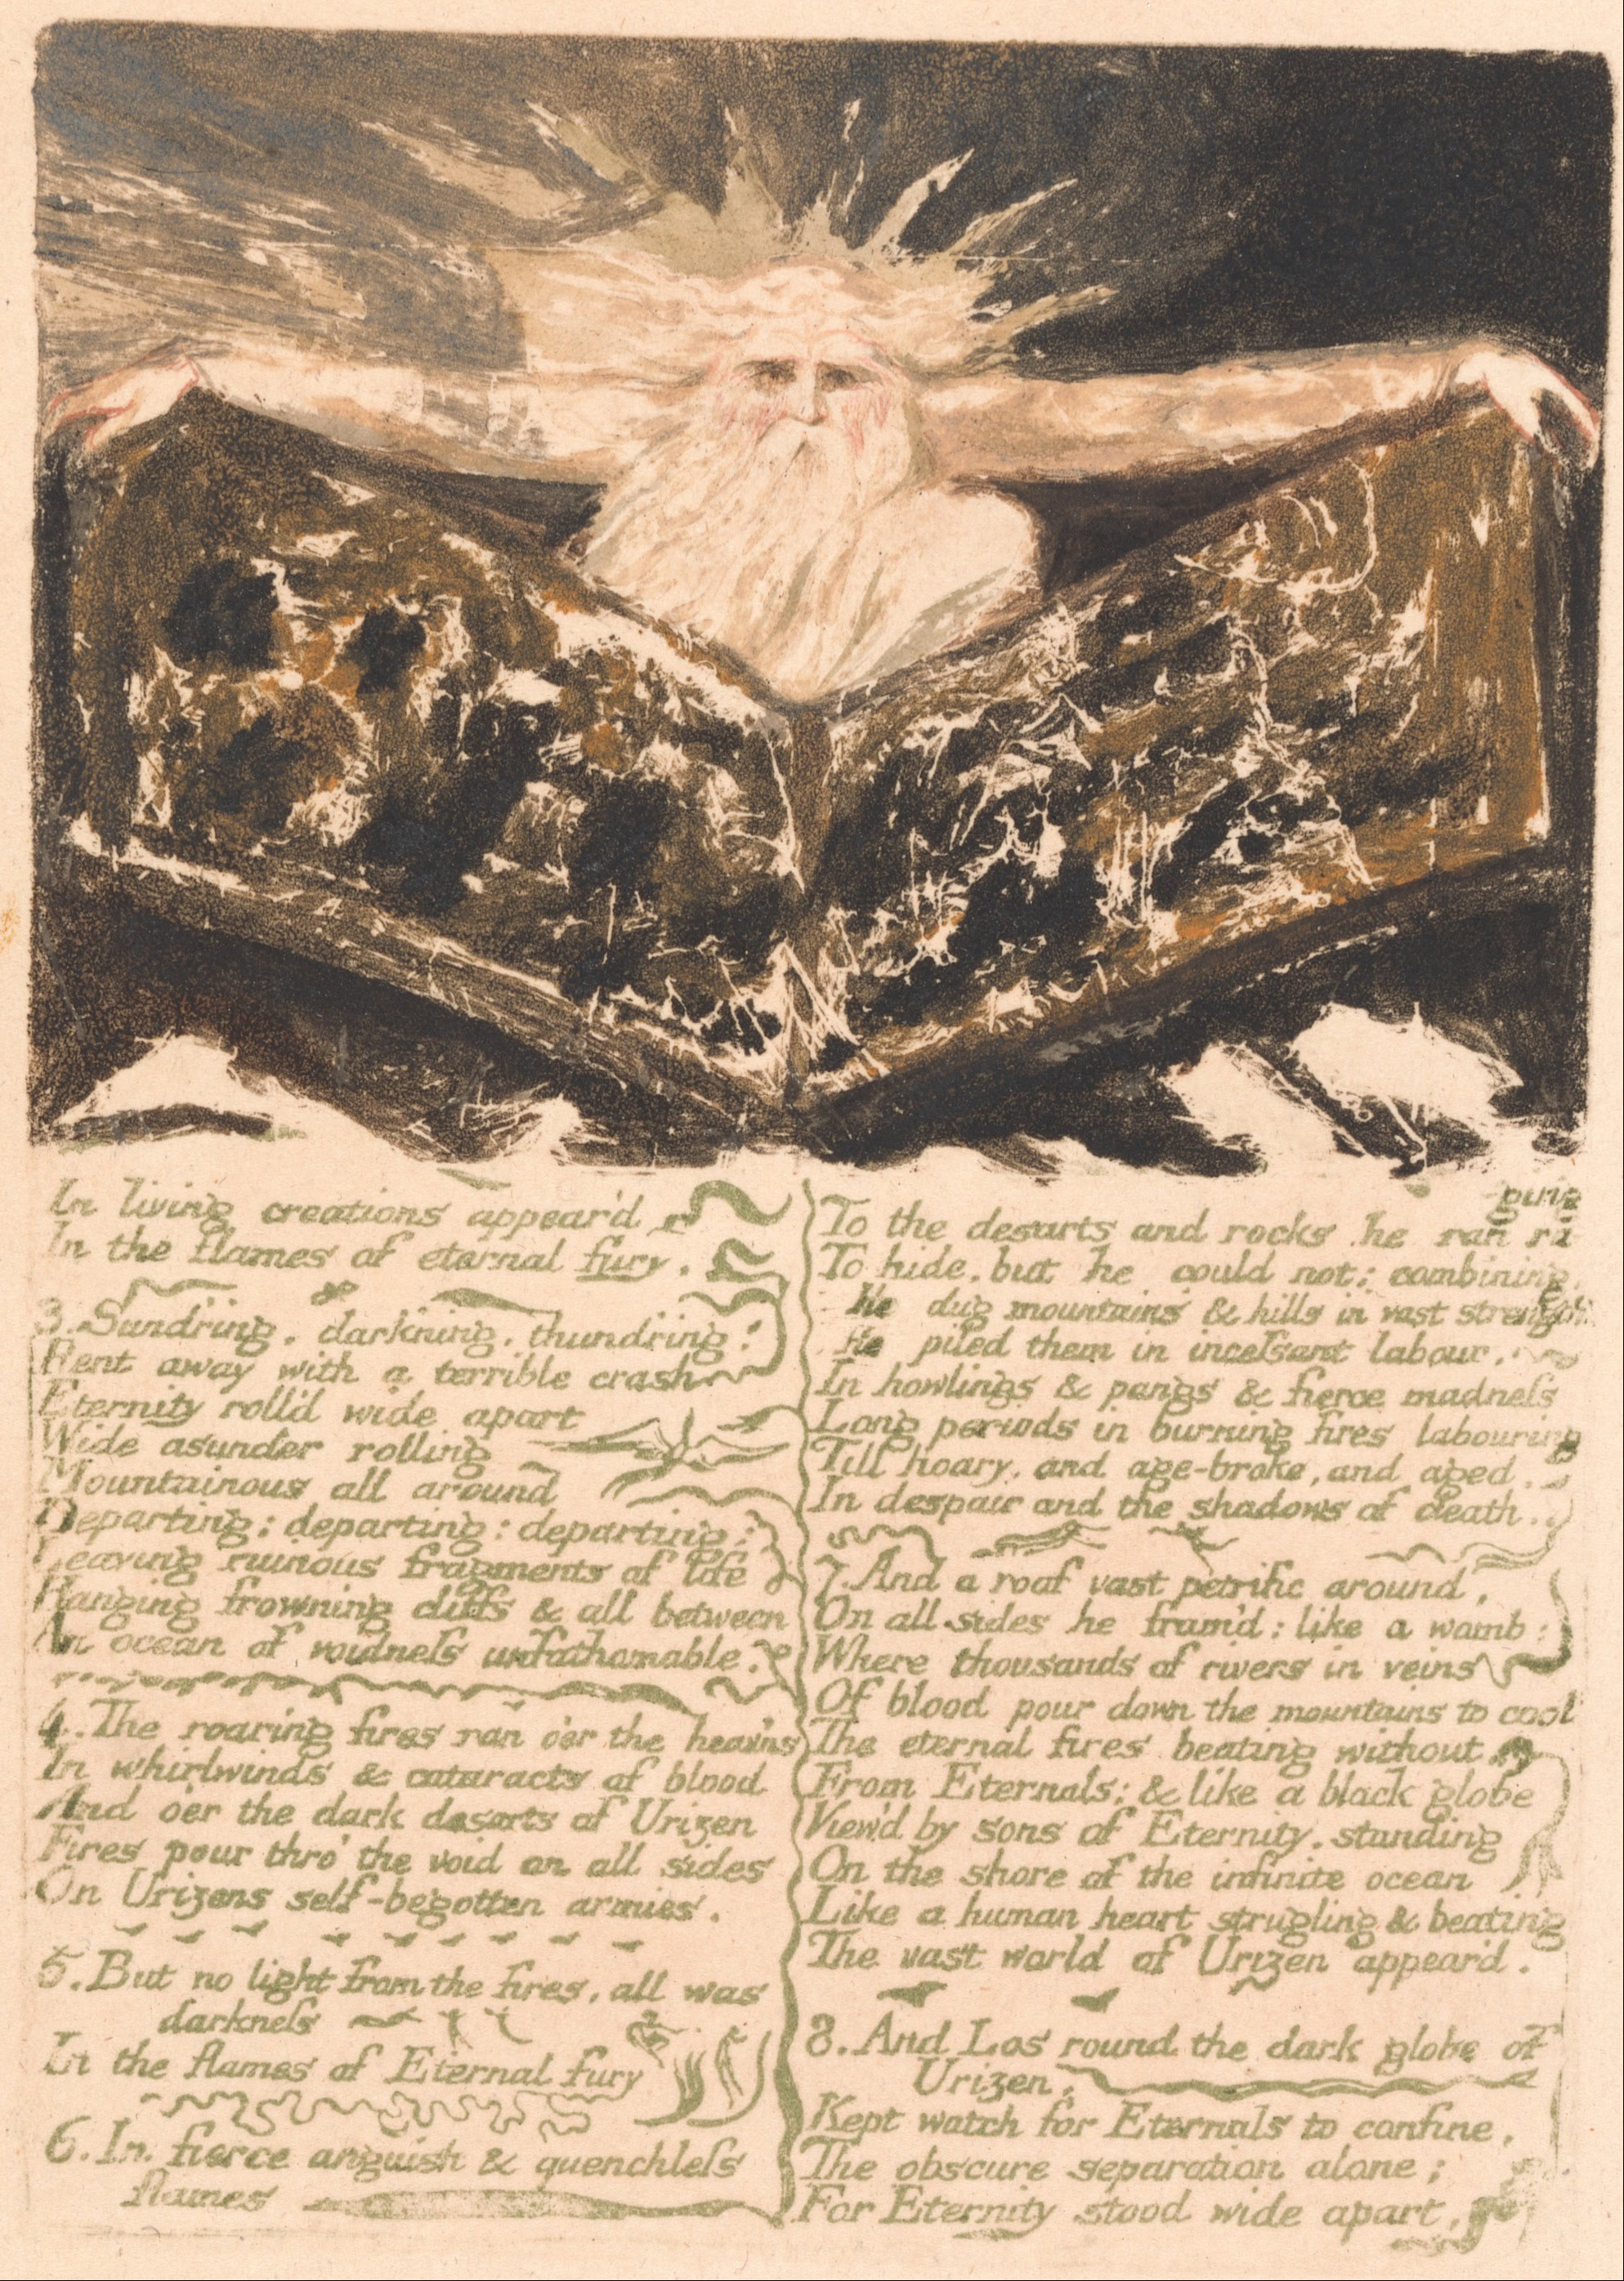 In living creations appear'd
In the flames of eternal fury.
3. Sundring, darkning, thundring!
Rent away with a terrible crash
Eternity roll'd wide apart
Wide asunder rolling
Mountainous all around
Departing; departing; departing:
Leaving ruinous fragments of life
Hanging frowning cliffs & all between
An ocean of voidneſs unfathomable.
4. The roaring fires ran o'er the heav'ns
In whirlwinds & cataracts of blood
And o'er the dark desarts of Urizen
Fires pour thro' the void on all sides
On Urizens self-begotten armies.
5. But no light from the fires, all was
darkneſs
In the flames of Eternal fury
6. In fierce anguish & quenchleſs
flames
ging
To the desarts and rocks he ran ra
To hide, but he could not: combining
He dug mountains & hills in vast strength,
He piled them in inceſsant labour,
In howlings & pangs & fierce madneſs
Long periods in burning fires labouring
Till hoary, and age-broke, and aged,
In despair and the shadows of death.
7. And a roof vast petrific around,
On all sides he fram'd: like a womb;
Where thousands of rivers in veins
Of blood pour down the mountains to cool
The eternal fires beating without
From Eternals; & like a black globe
View'd by sons of Eternity, standing
On the shore of the infinite ocean
Like a human heart strugling & beating
The vast world of Urizen appear'd.
8. And Los round the dark globe of
Urizen,
Kept watch for Eternals to confine,
The obscure separation alone;
For Eternity stood wide apart,